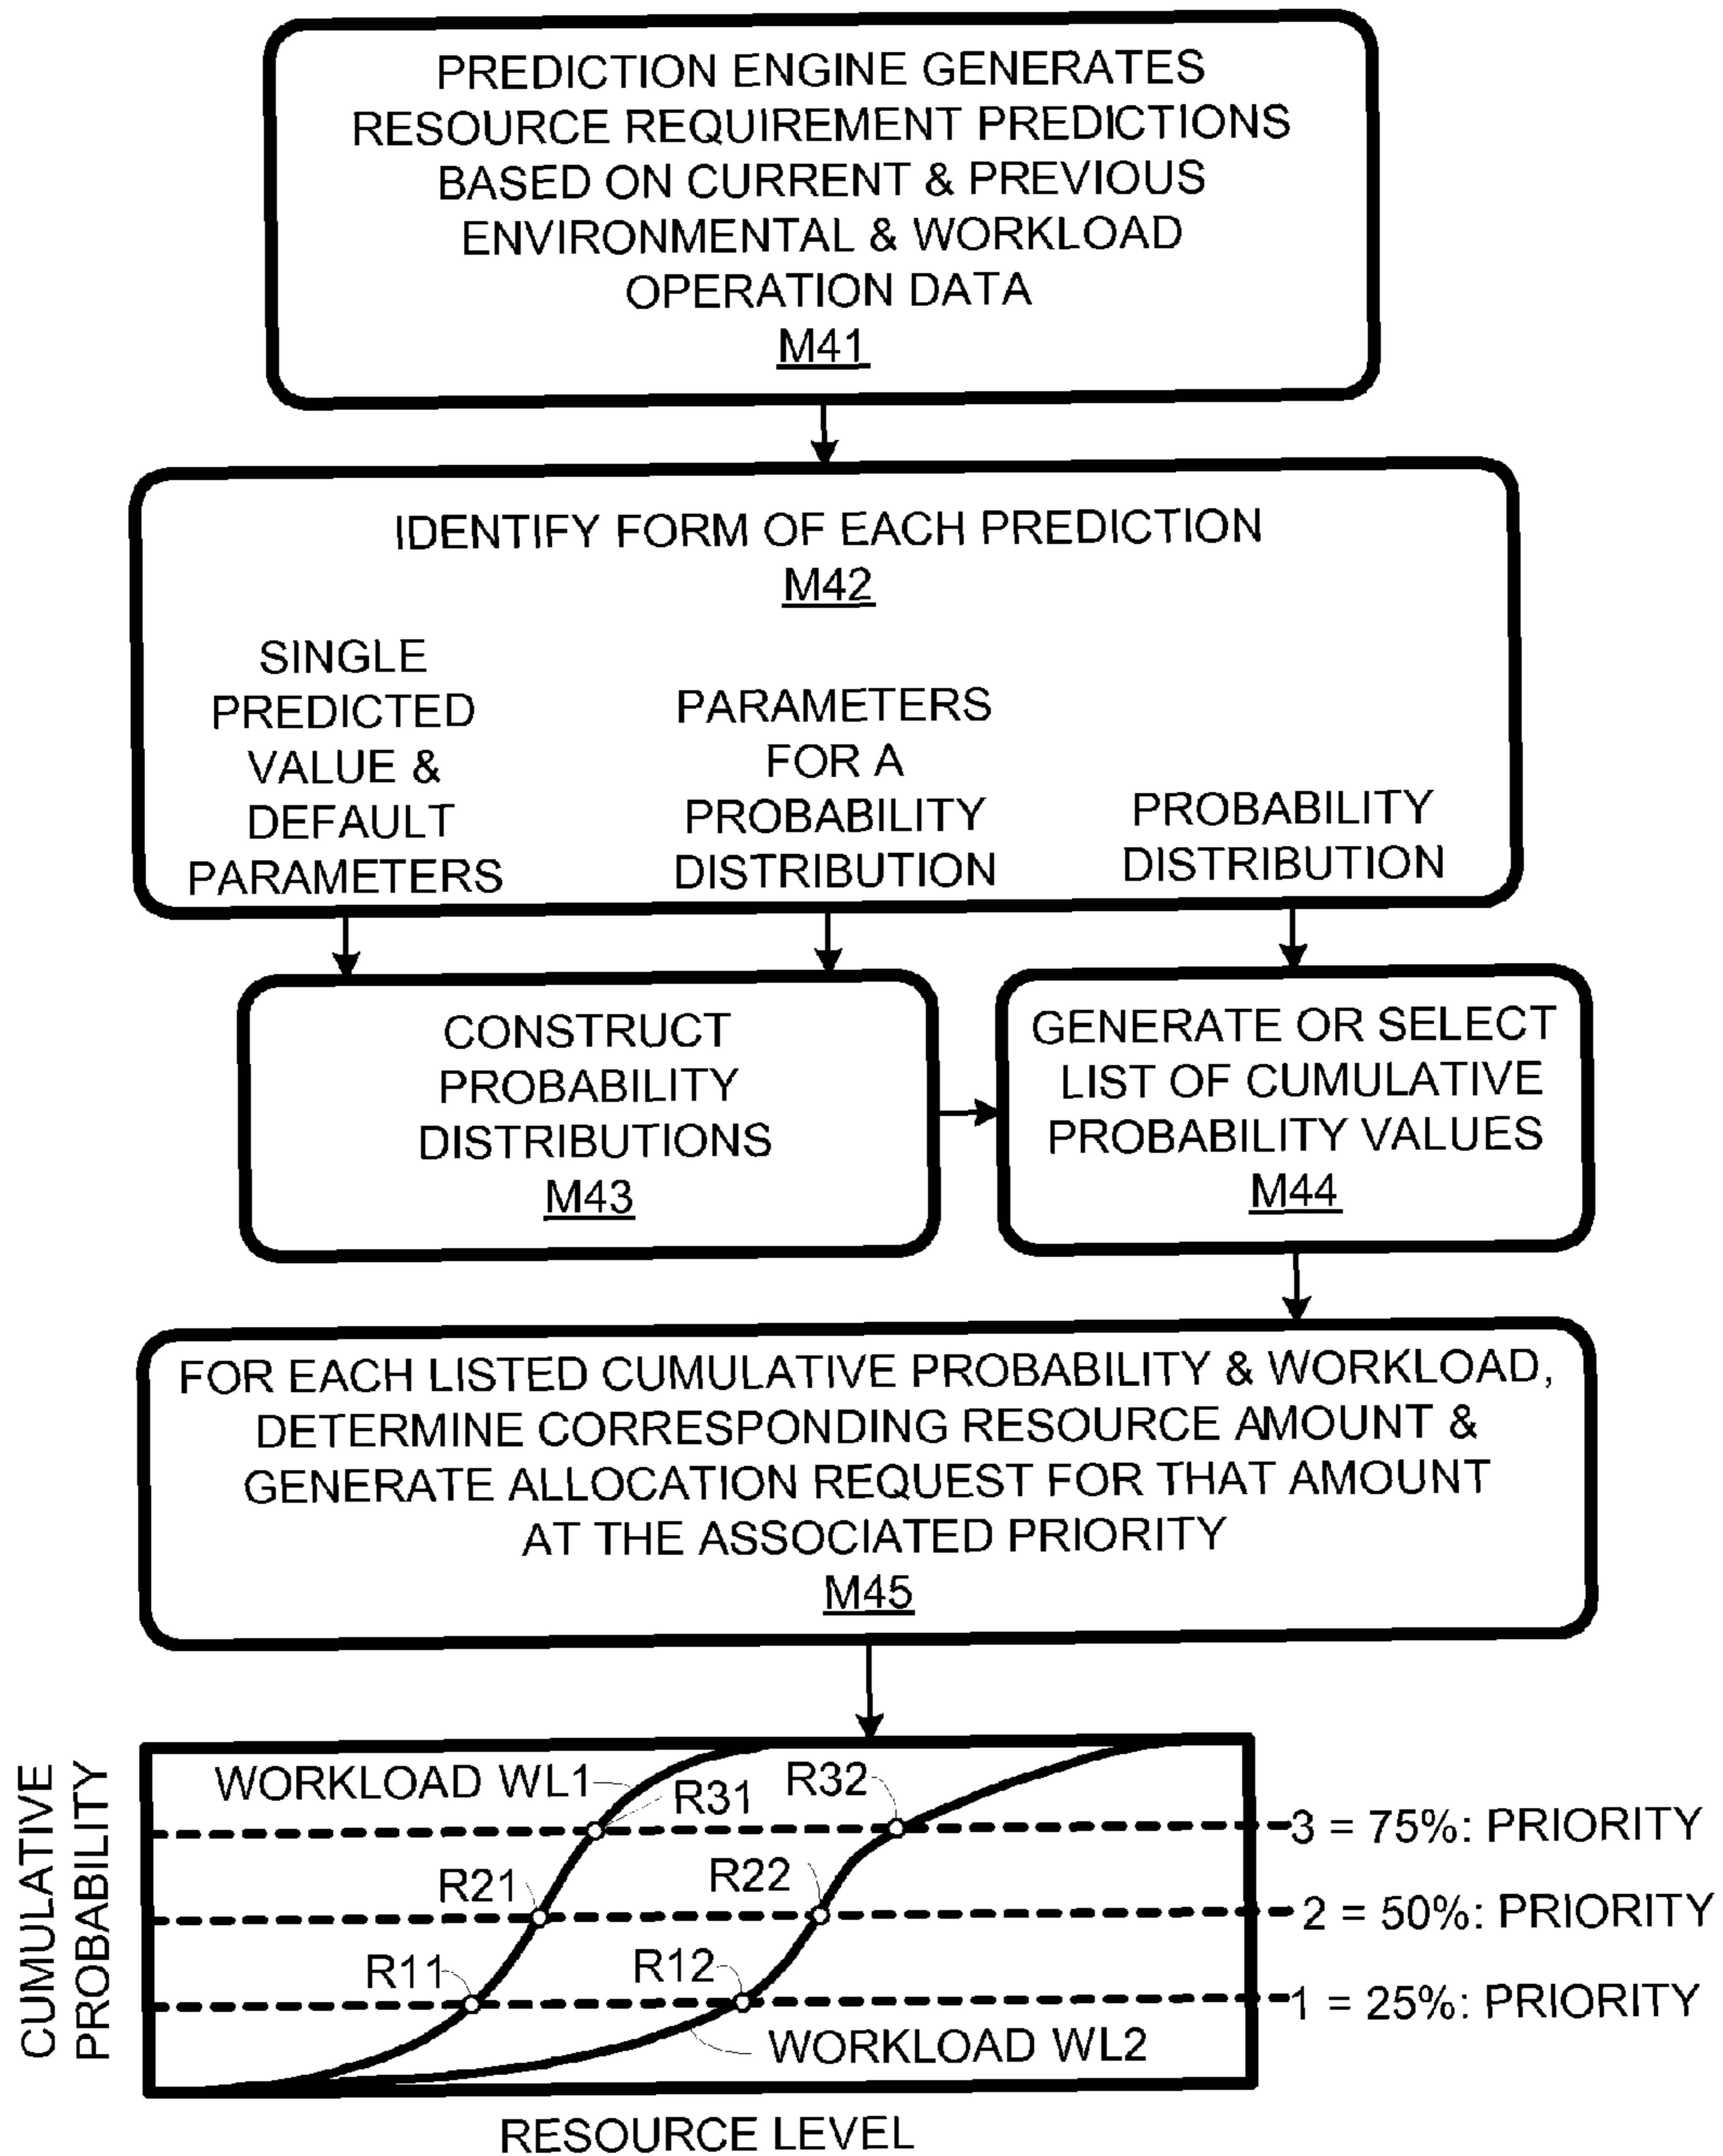 PREDICTION ENGINE GENERATES
RESOURCE REQUIREMENT PREDICTIONS
BASED ON CURRENT & PREVIOUS
ENVIRONMENTAL & WORKLOAD
OPERATION DATA
M41
IDENTIFY FORM OF EACH PREDICTION
M42
SINGLE
PREDICTED
VALUE &
DEFAULT
PARAMETERS
PARAMETERS
FOR A
PROBABILITY
DISTRIBUTION
PROBABILITY
DISTRIBUTION
CONSTRUCT
PROBABILITY
DISTRIBUTIONS
M43
GENERATE OR SELECT
LIST OF CUMULATIVE
PROBABILITY VALUES
M44
FOR EACH LISTED CUMULATIVE PROBABILITY & WORKLOAD,
DETERMINE CORRESPONDING RESOURCE AMOUNT &
GENERATE ALLOCATION REQUEST FOR THAT AMOUNT
AT THE ASSOCIATED PRIORITY
M45
CUMULATIVE
PROBABILITY
WORKLOAD WL1
R31
R32
3 = 75%: PRIORITY
R21
R22
2 = 50%: PRIORITY
R11
R12
1 = 25%: PRIORITY
WORKLOAD WL2
RESOURCE LEVEL